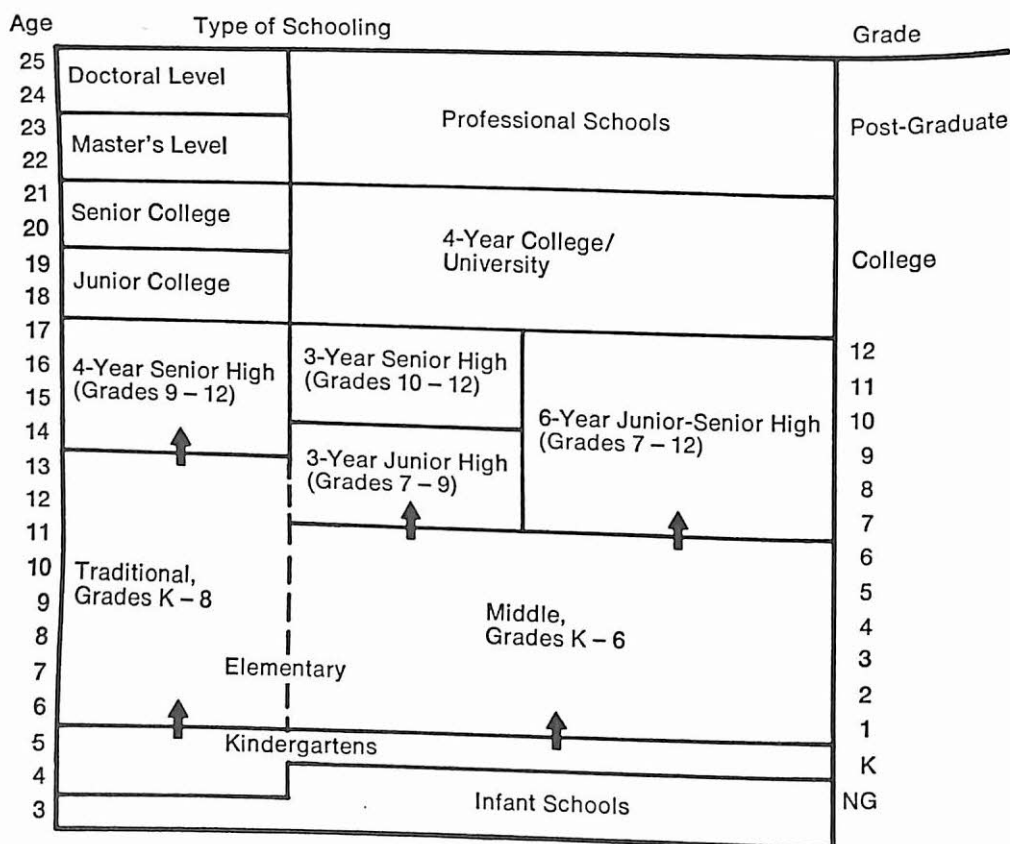 Age Type of Schooling Grade
25
24
23
22
21
20
19
18
17
16
15
14
13
12
11
10
9
8
7
6
5
4
3
Doctoral Level
Master's Level
Senior College
Junior College
4-Year Senior High
(Grades 9 – 12)
Traditional,
Grades K – 8
Professional Schools
4-Year College/
University
3-Year Senior High
(Grades 10 – 12)
3-Year Junior High
(Grades 7 – 9)
6-Year Junior-Senior High
(Grades 7 – 12)
Middle,
Grades K – 6
Elementary
Kindergartens
Infant Schools
Post-Graduate
College
12
11
10
9
8
7
6
5
4
3
2
1
K
NG